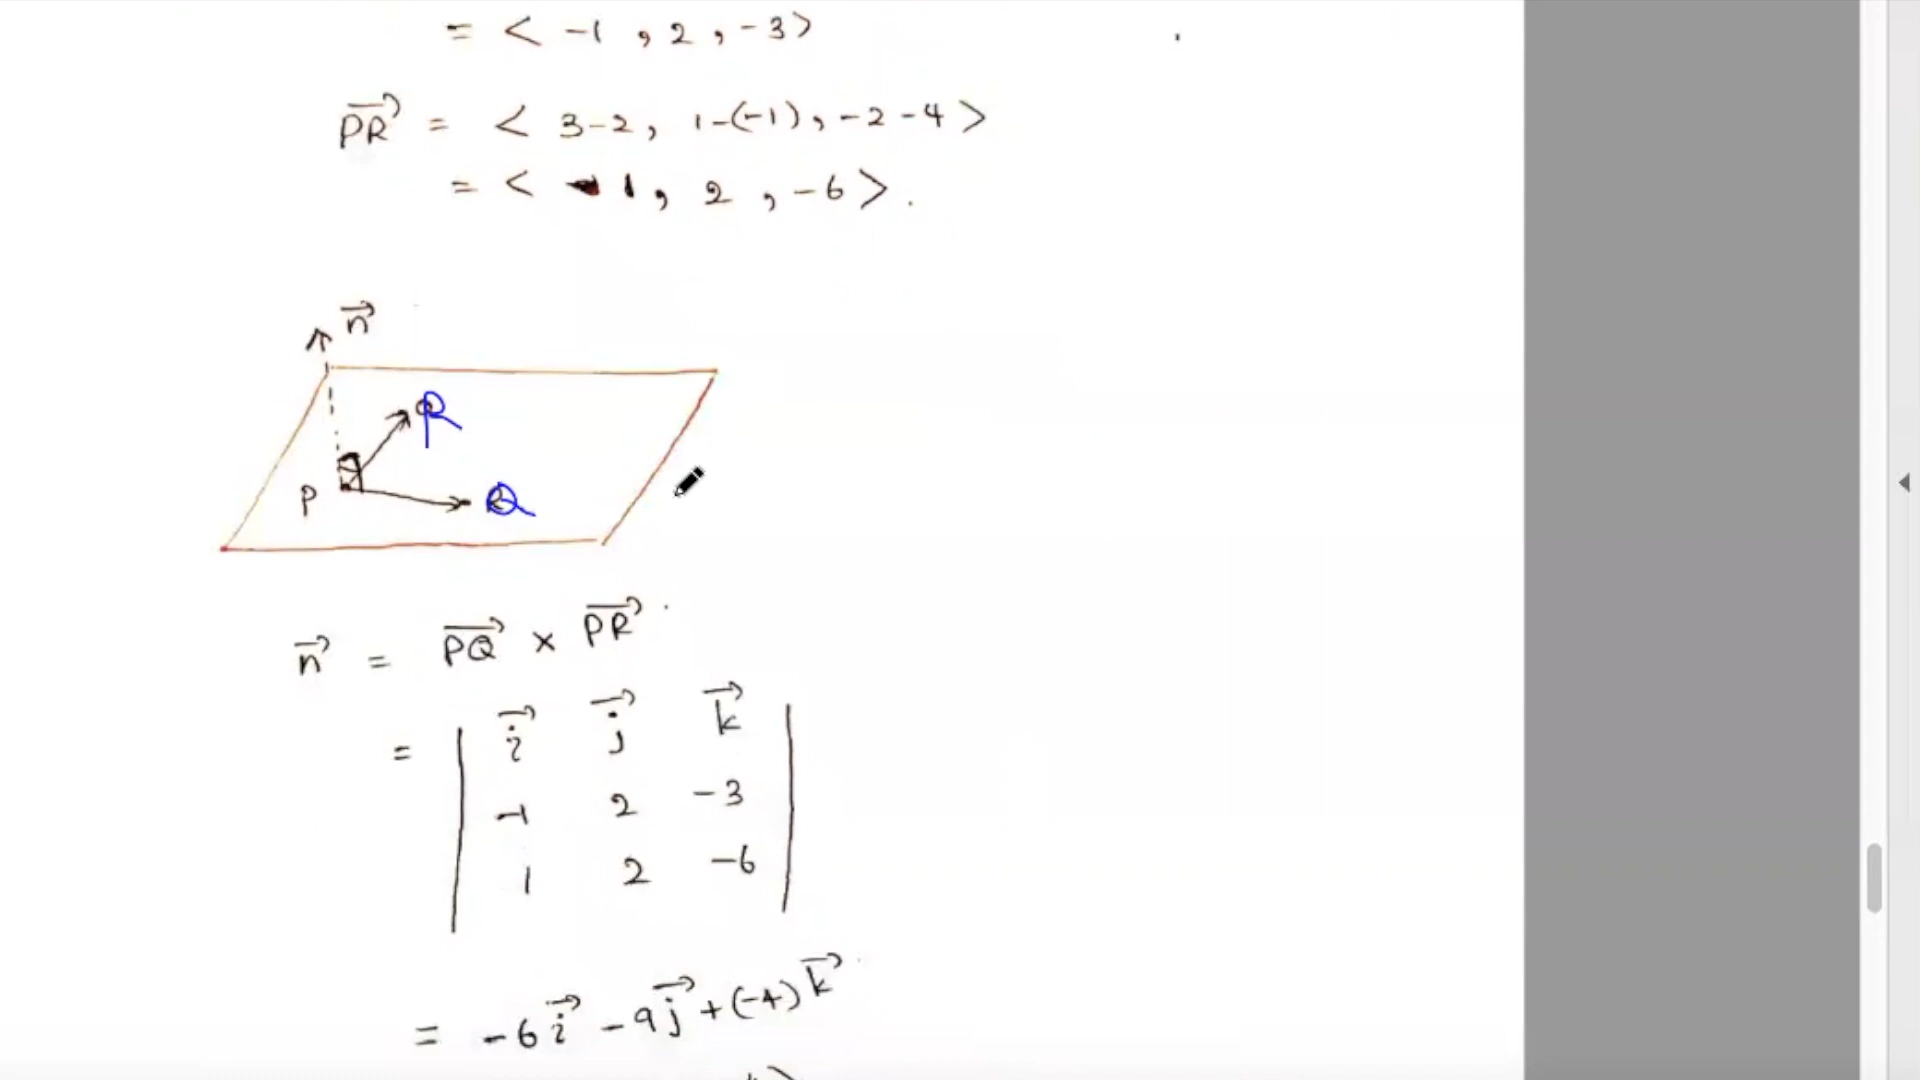 = < -1 , 2 , -3>
PR→ = < 3-2, 1-(-1), -2-4 >
= < 1, 2 , -6 > .
n→
R
P
Q
n→ = PQ→ × PR→
= | i→ j→ k→ |
-1 2 -3
1 2 -6
= -6i→ - 9j→ + (-4)k→